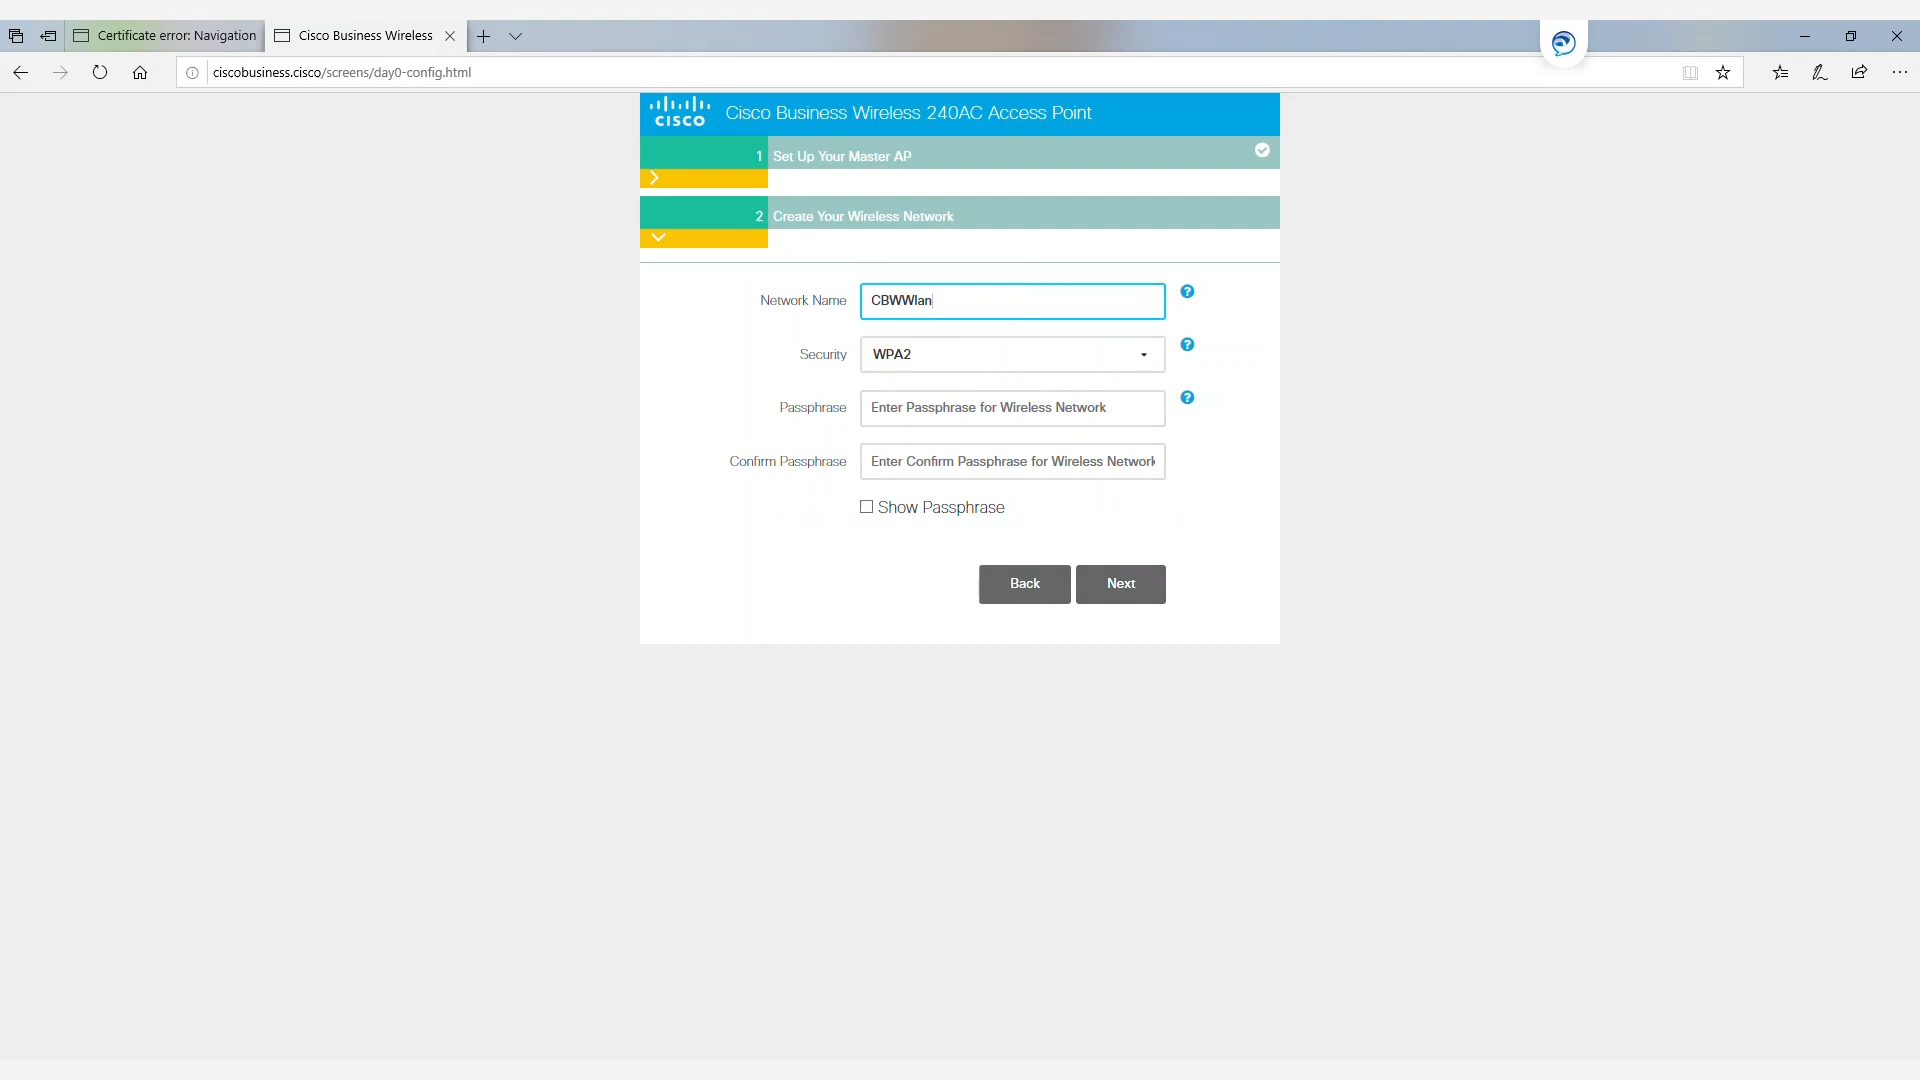 Certificate error: Navigation
Cisco Business Wireless
ciscobusiness.cisco/screens/day0-config.html
CISCO
Cisco Business Wireless 240AC Access Point
1 Set Up Your Master AP
2 Create Your Wireless Network
Network Name CBWWlan
Security WPA2
Passphrase Enter Passphrase for Wireless Network
Confirm Passphrase Enter Confirm Passphrase for Wireless Network
Show Passphrase
Back Next